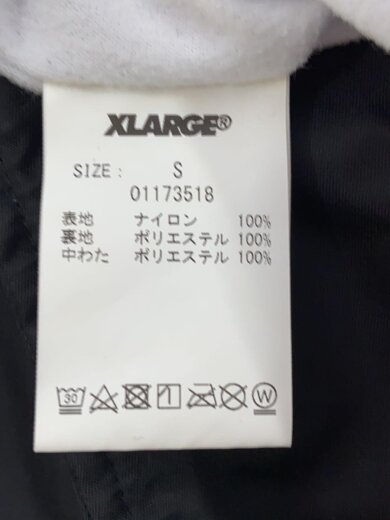 XLARGE®
SIZE : S
01173518
表地 ナイロン 100%
裏地 ポリエステル 100%
中わた ポリエステル 100%
30 W